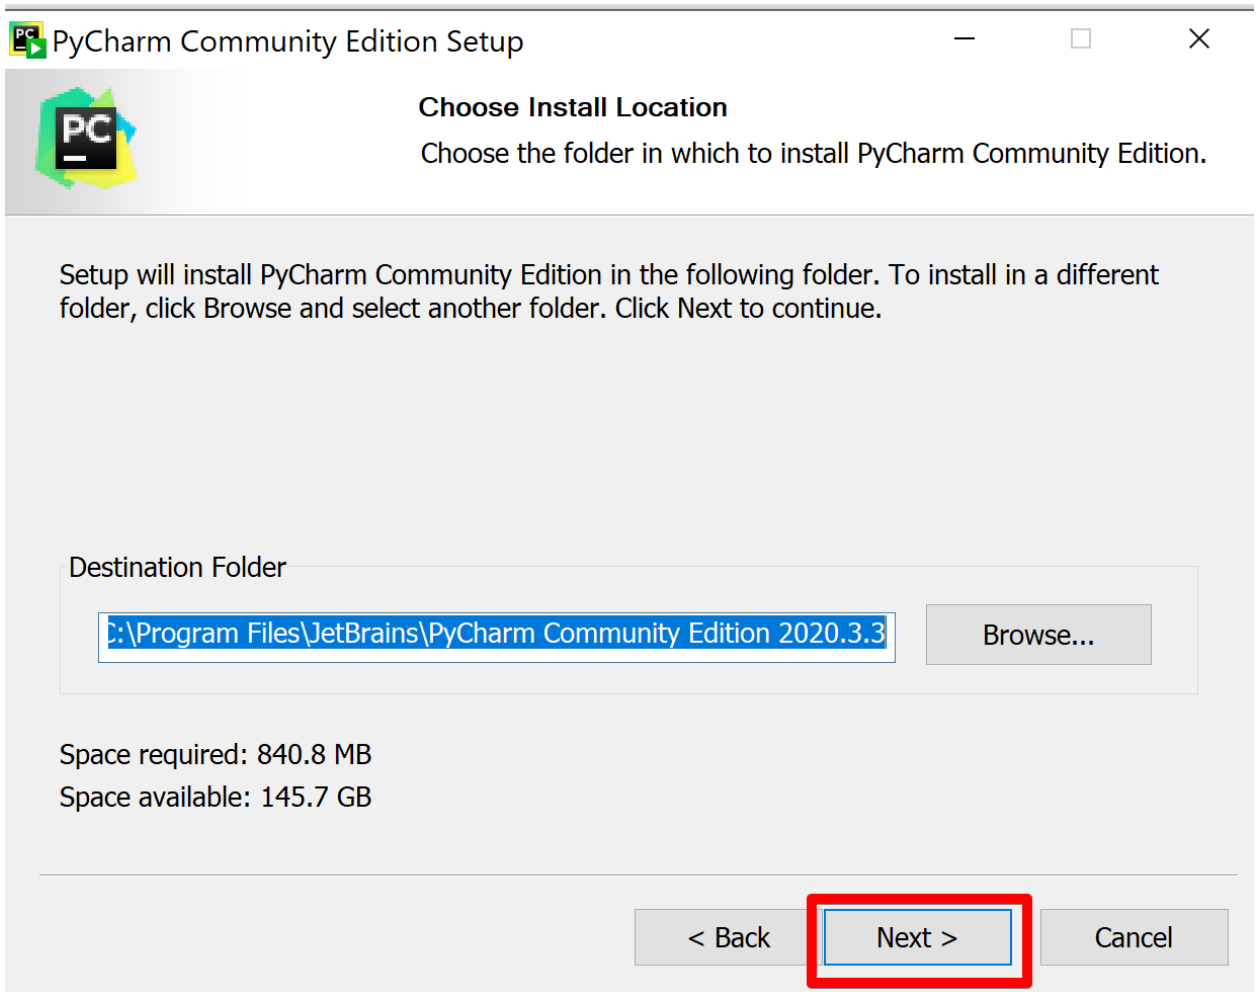 PC
PyCharm Community Edition Setup
PC
Choose Install Location
Choose the folder in which to install PyCharm Community Edition.
Setup will install PyCharm Community Edition in the following folder. To install in a different
folder, click Browse and select another folder. Click Next to continue.
Destination Folder
C:\Program Files\JetBrains\PyCharm Community Edition 2020.3.3
Browse...
Space required: 840.8 MB
Space available: 145.7 GB
< Back
Next >
Cancel